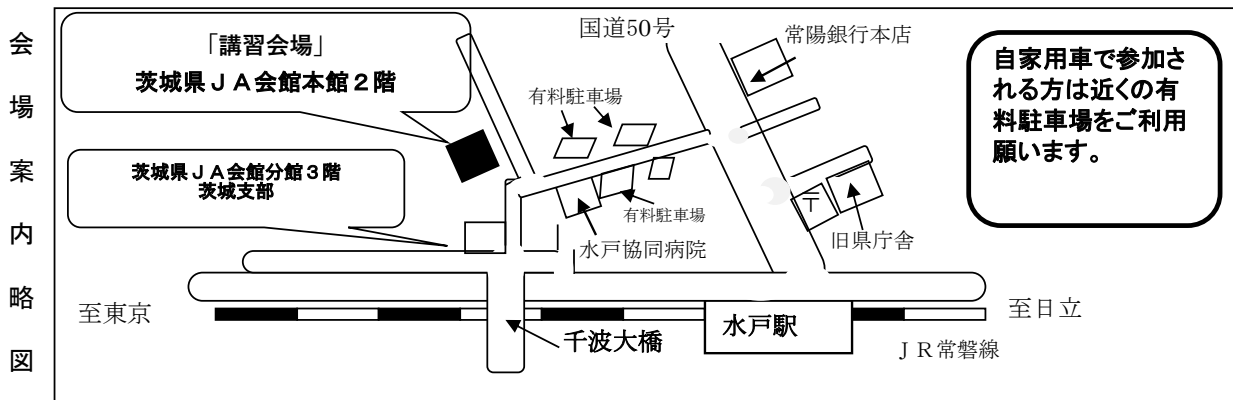 会場案内略図
「講習会場」
茨城県ＪＡ会館本館２階
茨城県ＪＡ会館分館３階
茨城支部
国道50号
常陽銀行本店
有料駐車場
有料駐車場
水戸協同病院
〒
旧県庁舎
自家用車で参加さ
れる方は近くの有
料駐車場をご利用
願います。
至東京
千波大橋
水戸駅
ＪＲ常磐線
至日立